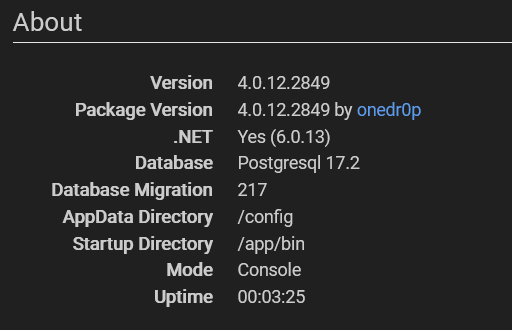 About
Version 4.0.12.2849
Package Version 4.0.12.2849 by onedr0p
.NET Yes (6.0.13)
Database Postgresql 17.2
Database Migration 217
AppData Directory /config
Startup Directory /app/bin
Mode Console
Uptime 00:03:25